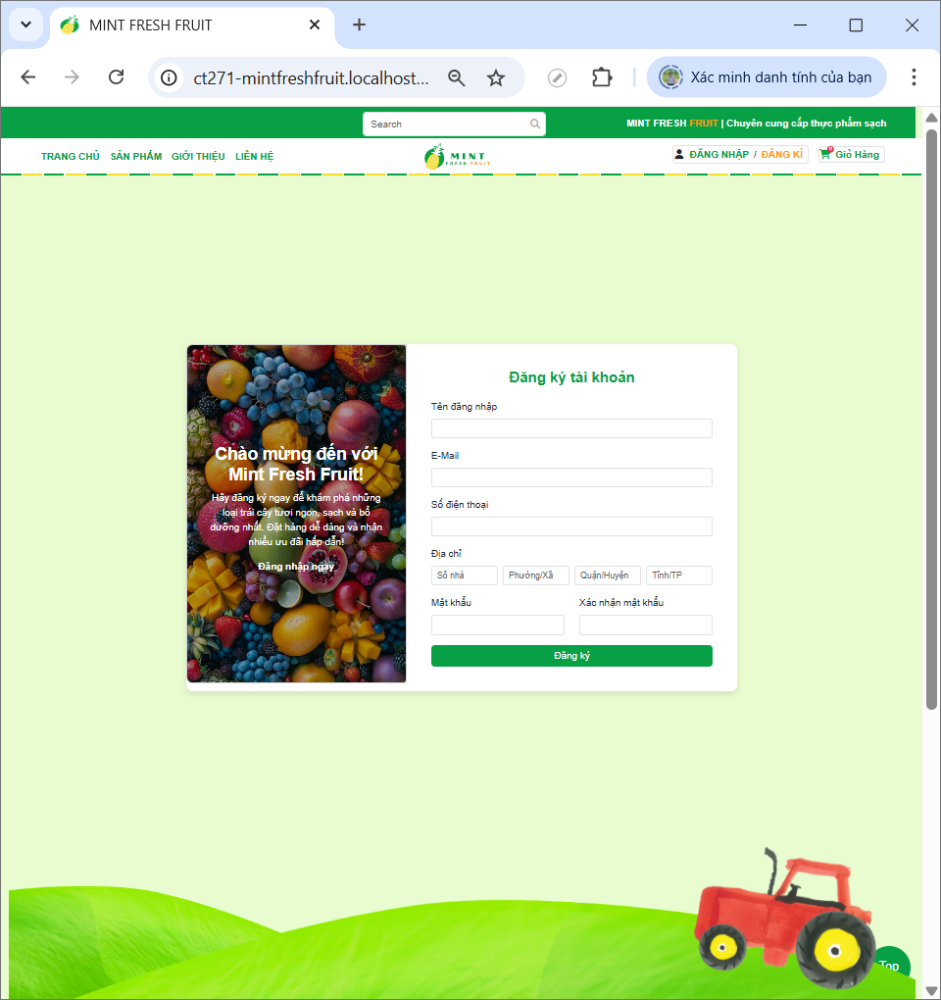 MINT FRESH FRUIT
ct271-mintfreshfruit.localhost...
Xác minh danh tính của bạn
Search
MINT FRESH FRUIT | Chuyên cung cấp thực phẩm sạch
TRANG CHỦ SẢN PHẨM GIỚI THIỆU LIÊN HỆ
MINT
FRESH FRUIT
ĐĂNG NHẬP / ĐĂNG KÍ
0
Giỏ Hàng
Chào mừng đến với
Mint Fresh Fruit!
Hãy đăng ký ngay để khám phá những
loại trái cây tươi ngon, sạch và bổ
dưỡng nhất. Đặt hàng dễ dàng và nhận
nhiều ưu đãi hấp dẫn!
Đăng nhập ngay
Đăng ký tài khoản
Tên đăng nhập
E-Mail
Số điện thoại
Địa chỉ
Số nhà Phường/Xã Quận/Huyện Tỉnh/TP
Mật khẩu Xác nhận mật khẩu
Đăng ký
Top